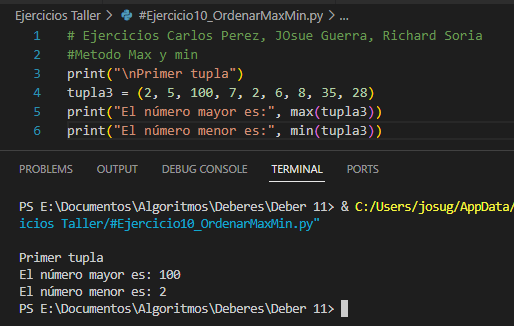 Ejercicios Taller > #Ejercicio10_OrdenarMaxMin.py > ...
1 # Ejercicios Carlos Perez, JOsue Guerra, Richard Soria
2 #Metodo Max y min
3 print("\nPrimer tupla")
4 tupla3 = (2, 5, 100, 7, 2, 6, 8, 35, 28)
5 print("El número mayor es:", max(tupla3))
6 print("El número menor es:", min(tupla3))
PROBLEMS OUTPUT DEBUG CONSOLE TERMINAL PORTS
PS E:\Documentos\Algoritmos\Deberes\Deber 11> & C:/Users/josug/AppData/
icios Taller/#Ejercicio10_OrdenarMaxMin.py"
Primer tupla
El número mayor es: 100
El número menor es: 2
PS E:\Documentos\Algoritmos\Deberes\Deber 11>